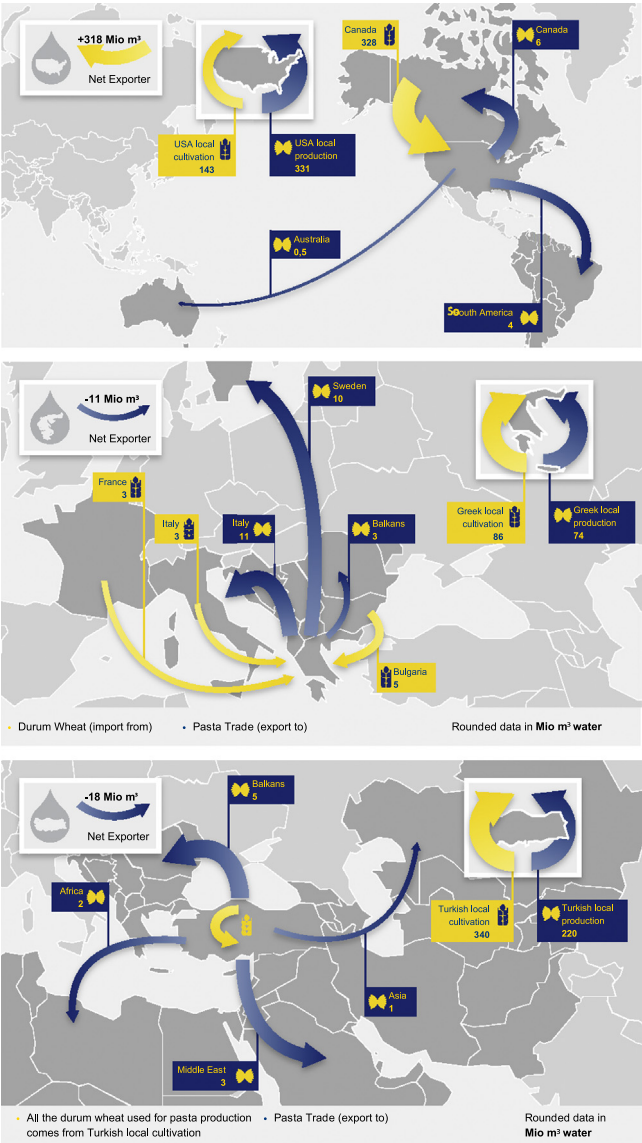 +318 Mio m³
Net Exporter
Canada
328
Canada
6
USA local
cultivation
143
USA local
production
331
Australia
0,5
South America
4
-11 Mio m³
Net Exporter
Sweden
10
France
3
Italy
3
Italy
11
Balkans
3
Greek local
cultivation
86
Greek local
production
74
Bulgaria
5
• Durum Wheat (import from) • Pasta Trade (export to) Rounded data in Mio m³ water
-18 Mio m³
Net Exporter
Balkans
5
Africa
2
Turkish local
cultivation
340
Turkish local
production
220
Asia
1
Middle East
3
• All the durum wheat used for pasta production • Pasta Trade (export to) Rounded data in
comes from Turkish local cultivation Mio m³ water